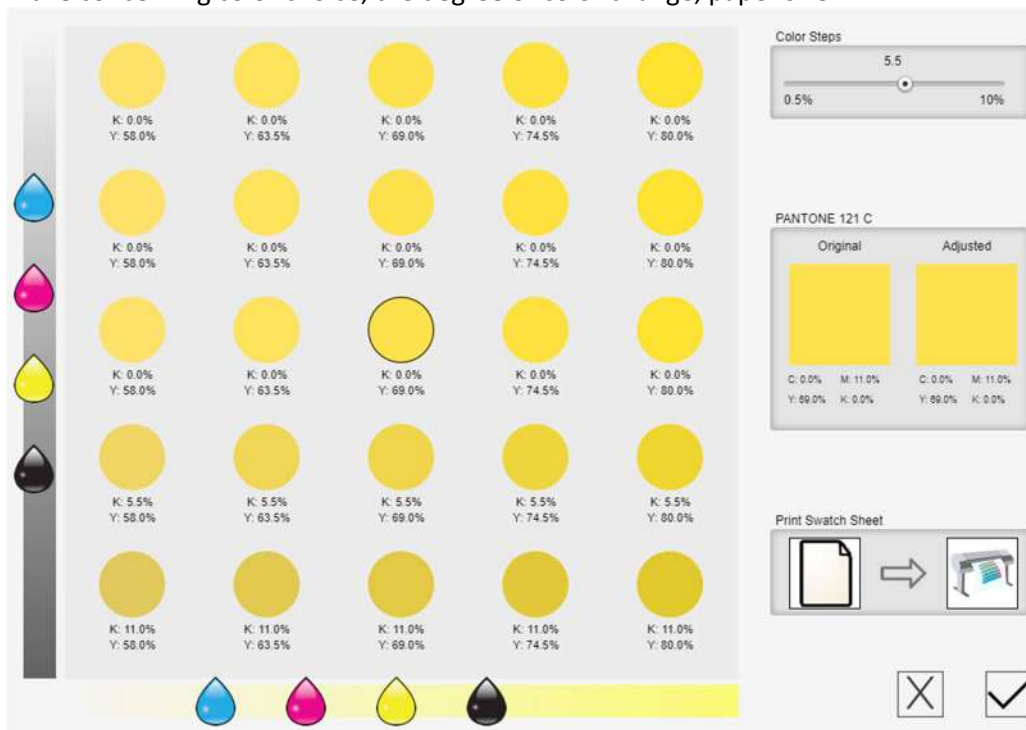 Color Steps
5.5
0.5% 10%
K: 0.0% K: 0.0% K: 0.0% K: 0.0% K: 0.0%
Y: 58.0% Y: 63.5% Y: 69.0% Y: 74.5% Y: 80.0%
K: 0.0% K: 0.0% K: 0.0% K: 0.0% K: 0.0%
Y: 58.0% Y: 63.5% Y: 69.0% Y: 74.5% Y: 80.0%
K: 0.0% K: 0.0% K: 0.0% K: 0.0% K: 0.0%
Y: 58.0% Y: 63.5% Y: 69.0% Y: 74.5% Y: 80.0%
K: 5.5% K: 5.5% K: 5.5% K: 5.5% K: 5.5%
Y: 58.0% Y: 63.5% Y: 69.0% Y: 74.5% Y: 80.0%
K: 11.0% K: 11.0% K: 11.0% K: 11.0% K: 11.0%
Y: 58.0% Y: 63.5% Y: 69.0% Y: 74.5% Y: 80.0%
PANTONE 121 C
Original Adjusted
C: 0.0% M: 11.0% C: 0.0% M: 11.0%
Y: 69.0% K: 0.0% Y: 69.0% K: 0.0%
Print Swatch Sheet